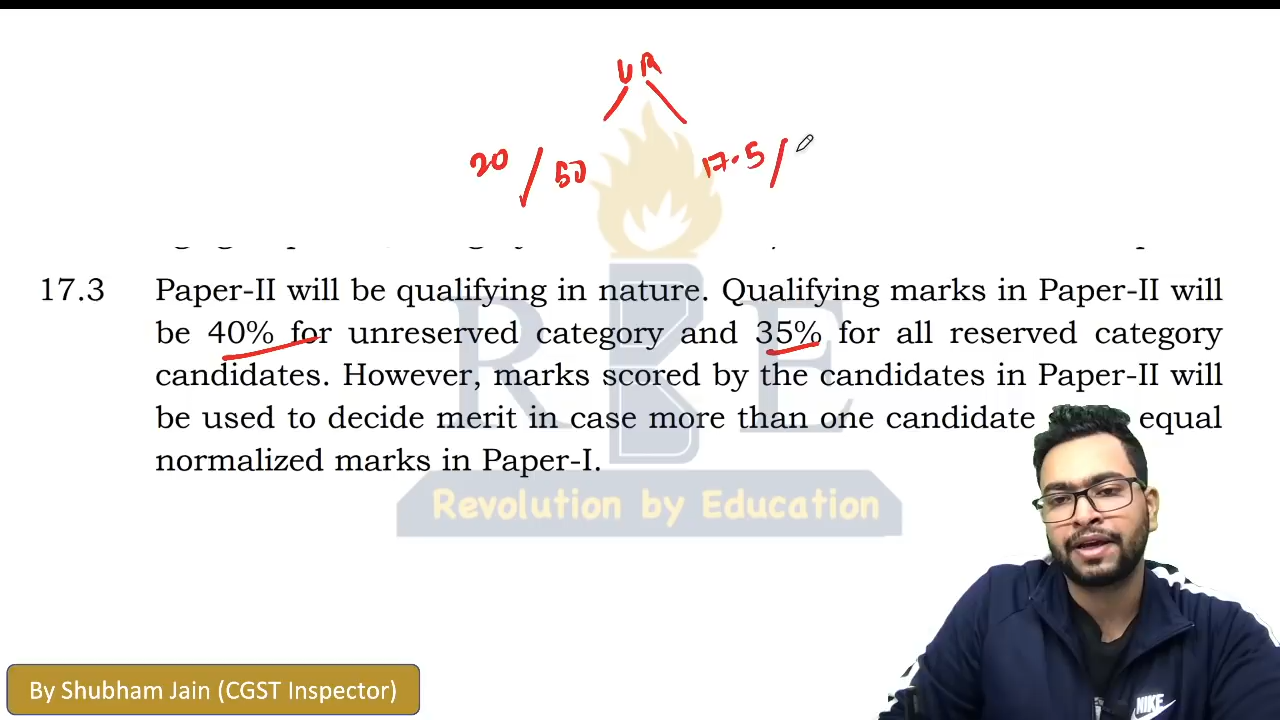 UR
20 / 50 17.5 /
17.3 Paper-II will be qualifying in nature. Qualifying marks in Paper-II will
be 40% for unreserved category and 35% for all reserved category
candidates. However, marks scored by the candidates in Paper-II will
be used to decide merit in case more than one candidate equal
normalized marks in Paper-I.
RBE
Revolution by Education
NIKE
By Shubham Jain (CGST Inspector)